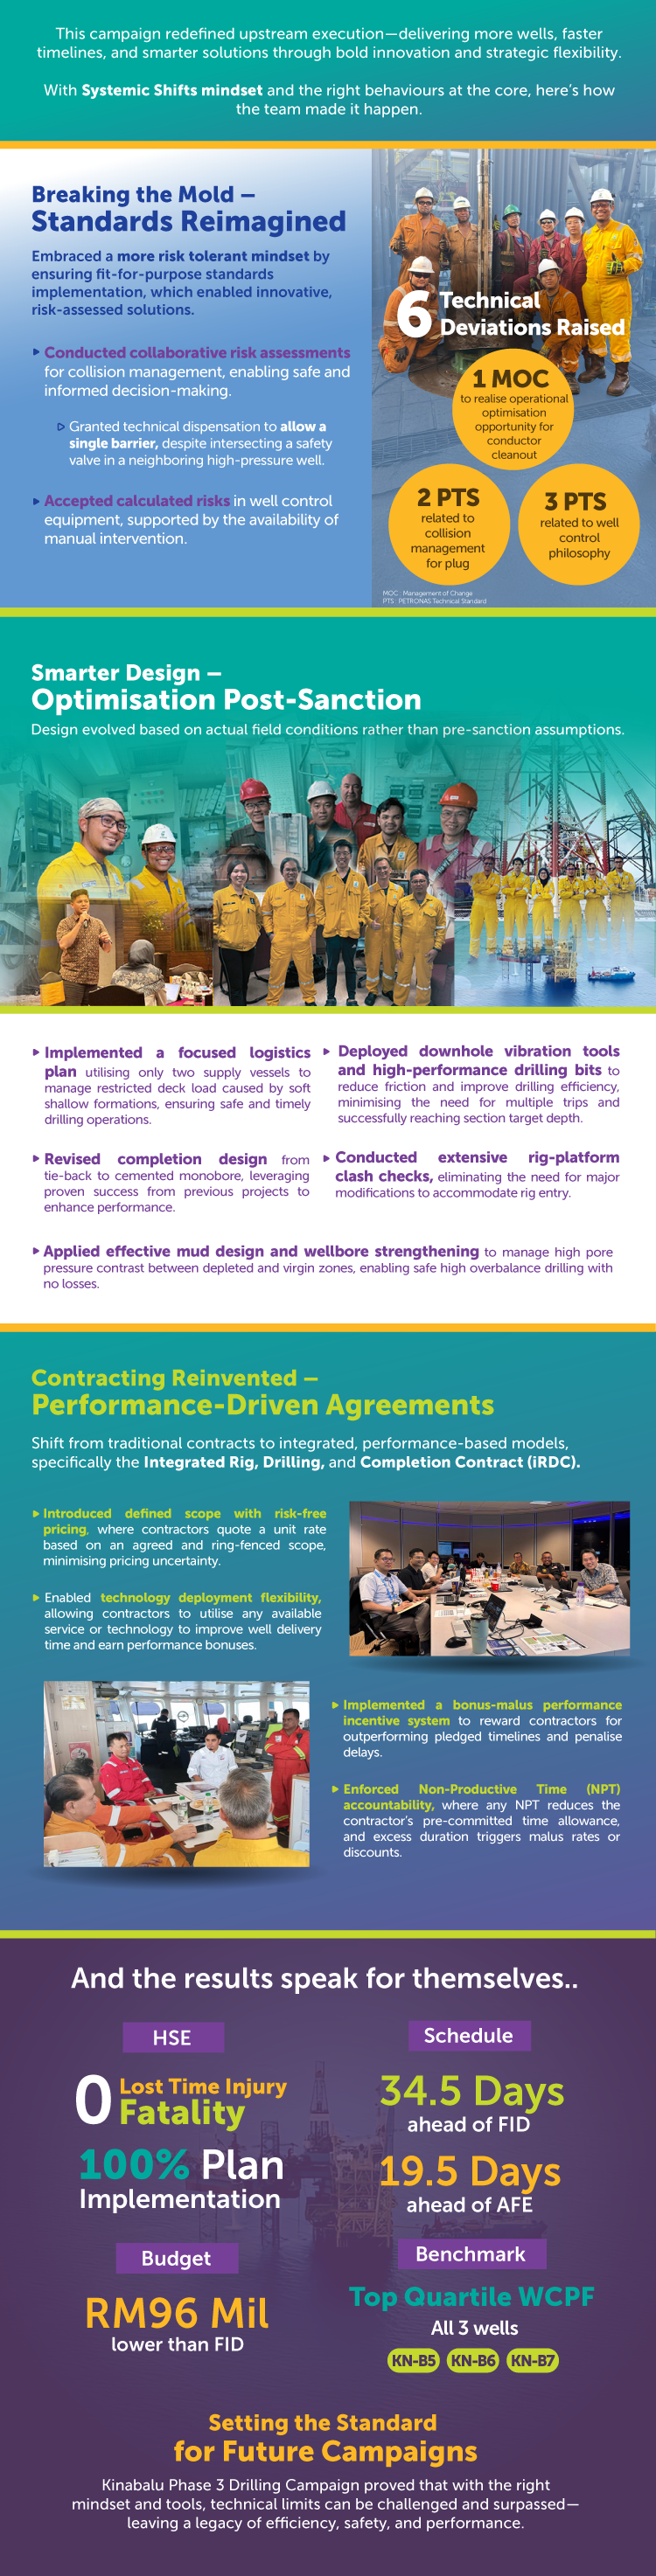 This campaign redefined upstream execution—delivering more wells, faster
timelines, and smarter solutions through bold innovation and strategic flexibility.
With Systemic Shifts mindset and the right behaviours at the core, here's how
the team made it happen.
Breaking the Mold –
Standards Reimagined
Embraced a more risk tolerant mindset by
ensuring fit-for-purpose standards
implementation, which enabled innovative,
risk-assessed solutions.
Conducted collaborative risk assessments
for collision management, enabling safe and
informed decision-making.
Granted technical dispensation to allow a
single barrier, despite intersecting a safety
valve in a neighboring high-pressure well.
Accepted calculated risks in well control
equipment, supported by the availability of
manual intervention.
6 Technical
Deviations Raised
1 MOC
to realise operational
optimisation
opportunity for
conductor
cleanout
2 PTS
related to
collision
management
for plug
3 PTS
related to well
control
philosophy
MOC : Management of Change
PTS : PETRONAS Technical Standard
Smarter Design –
Optimisation Post-Sanction
Design evolved based on actual field conditions rather than pre-sanction assumptions.
Implemented a focused logistics
plan utilising only two supply vessels to
manage restricted deck load caused by soft
shallow formations, ensuring safe and timely
drilling operations.
Deployed downhole vibration tools
and high-performance drilling bits to
reduce friction and improve drilling efficiency,
minimising the need for multiple trips and
successfully reaching section target depth.
Revised completion design from
tie-back to cemented monobore, leveraging
proven success from previous projects to
enhance performance.
Conducted extensive rig-platform
clash checks, eliminating the need for major
modifications to accommodate rig entry.
Applied effective mud design and wellbore strengthening to manage high pore
pressure contrast between depleted and virgin zones, enabling safe high overbalance drilling with
no losses.
Contracting Reinvented –
Performance-Driven Agreements
Shift from traditional contracts to integrated, performance-based models,
specifically the Integrated Rig, Drilling, and Completion Contract (iRDC).
Introduced defined scope with risk-free
pricing, where contractors quote a unit rate
based on an agreed and ring-fenced scope,
minimising pricing uncertainty.
Enabled technology deployment flexibility,
allowing contractors to utilise any available
service or technology to improve well delivery
time and earn performance bonuses.
Implemented a bonus-malus performance
incentive system to reward contractors for
outperforming pledged timelines and penalise
delays.
Enforced Non-Productive Time (NPT)
accountability, where any NPT reduces the
contractor's pre-committed time allowance,
and excess duration triggers malus rates or
discounts.
And the results speak for themselves..
HSE
0 Lost Time Injury
Fatality
100% Plan
Implementation
Schedule
34.5 Days
ahead of FID
19.5 Days
ahead of AFE
Budget
RM96 Mil
lower than FID
Benchmark
Top Quartile WCPF
All 3 wells
KN-B5 KN-B6 KN-B7
Setting the Standard
for Future Campaigns
Kinabalu Phase 3 Drilling Campaign proved that with the right
mindset and tools, technical limits can be challenged and surpassed—
leaving a legacy of efficiency, safety, and performance.